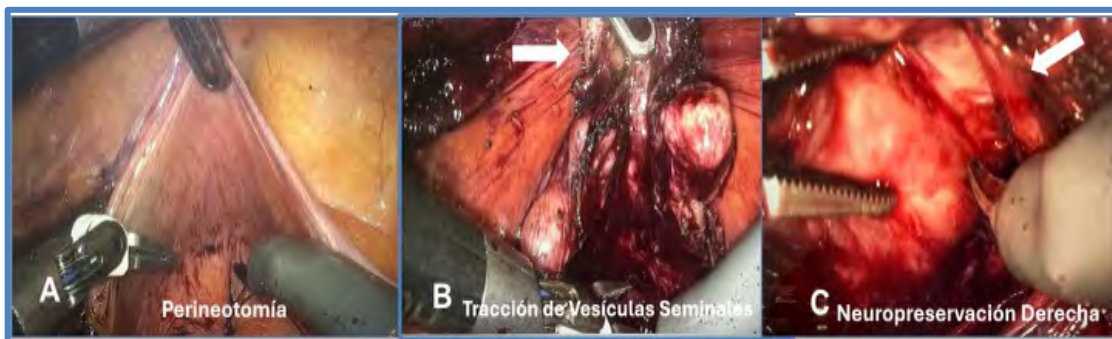 A
Perineotomía
B
Tracción de Vesículas Seminales
C
Neuropreservación Derecha